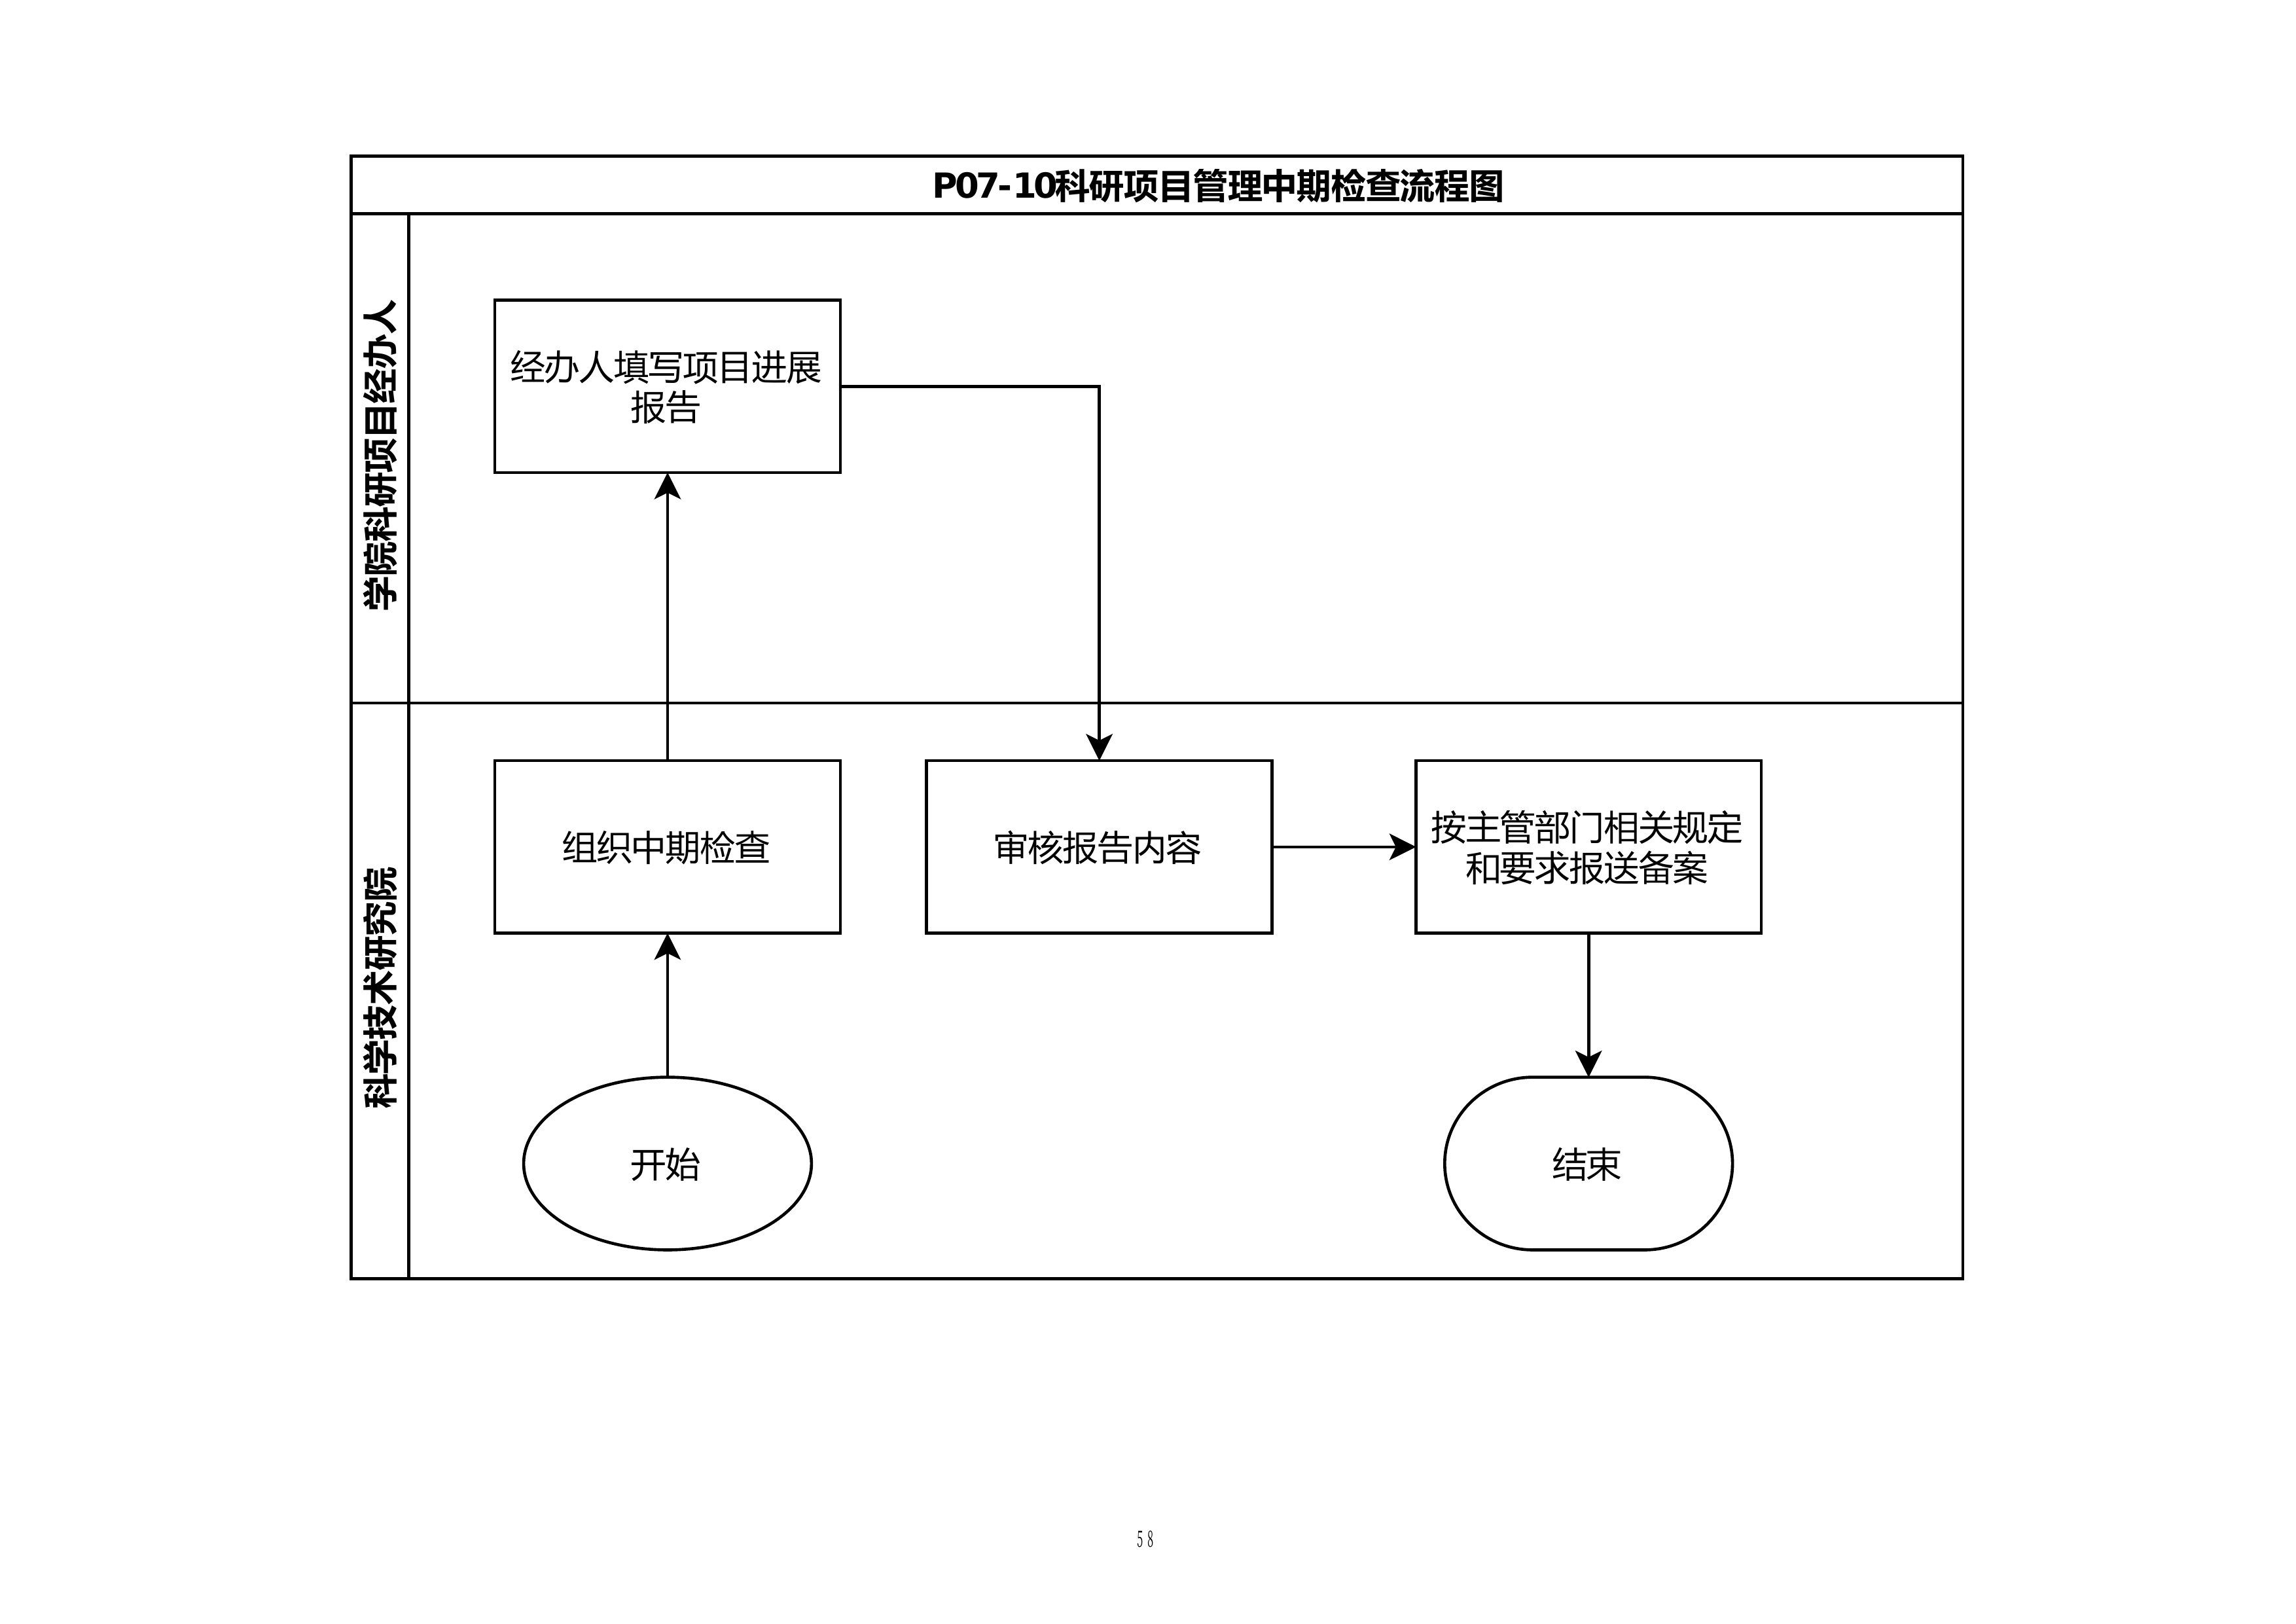 P07-10科研项目管理中期检查流程图
学院科研项目经办人
经办人填写项目进展
报告
科学技术研究院
组织中期检查
审核报告内容
按主管部门相关规定
和要求报送备案
开始
结束
58